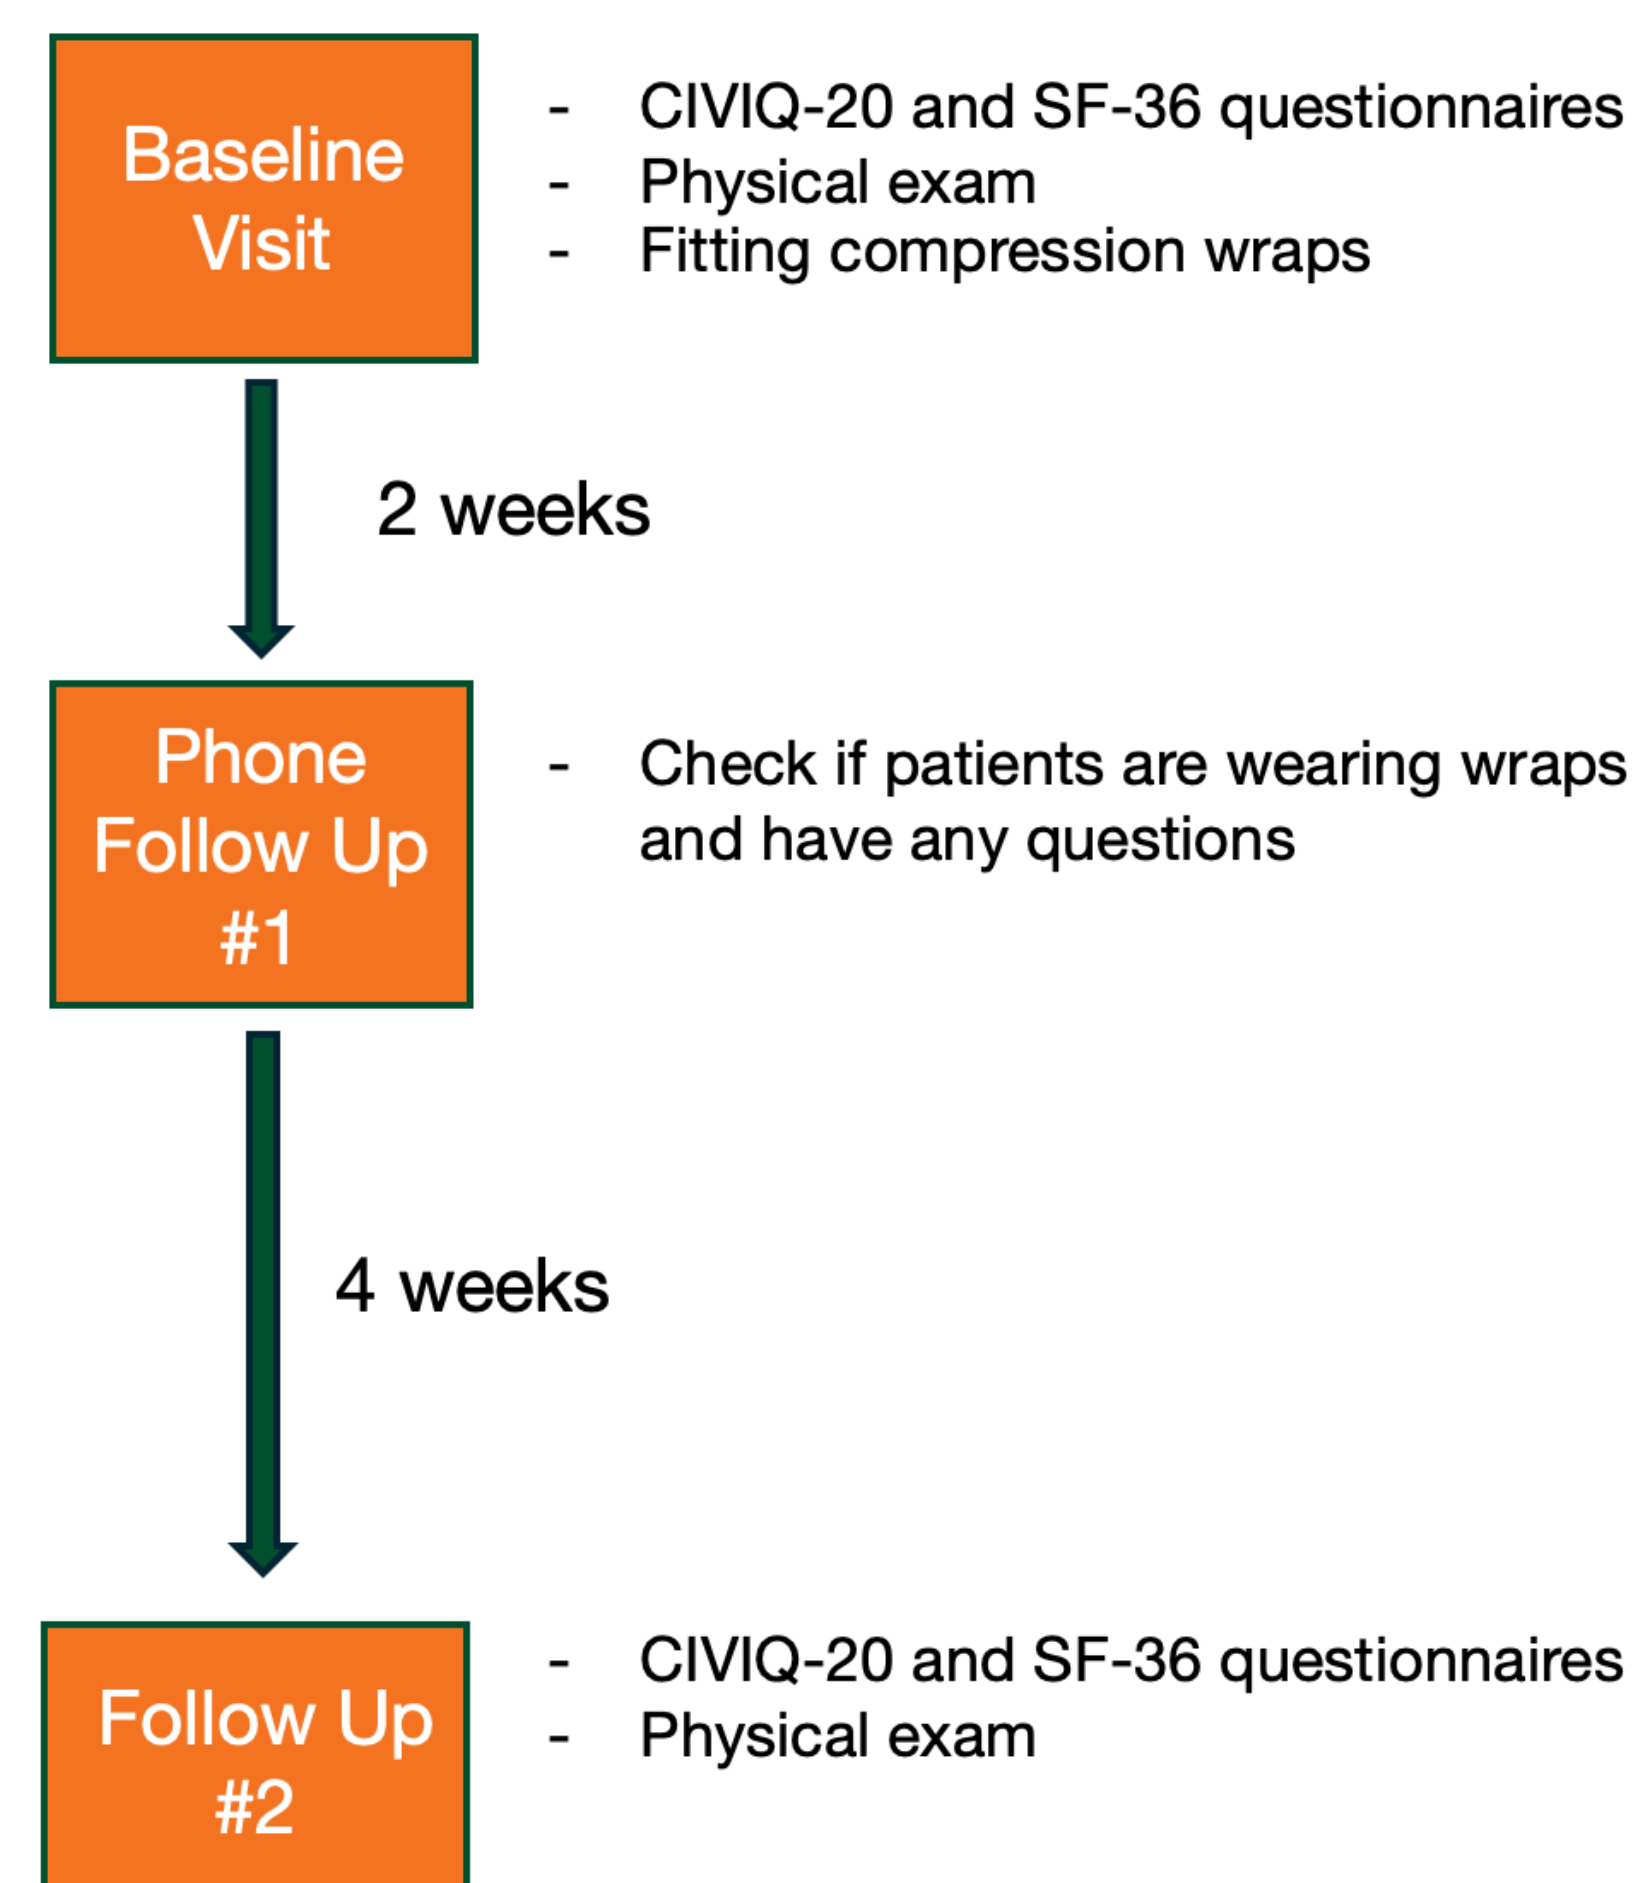 Baseline
Visit
- CIVIQ-20 and SF-36 questionnaires
- Physical exam
- Fitting compression wraps
2 weeks
Phone
Follow Up
#1
- Check if patients are wearing wraps
and have any questions
4 weeks
Follow Up
#2
- CIVIQ-20 and SF-36 questionnaires
- Physical exam